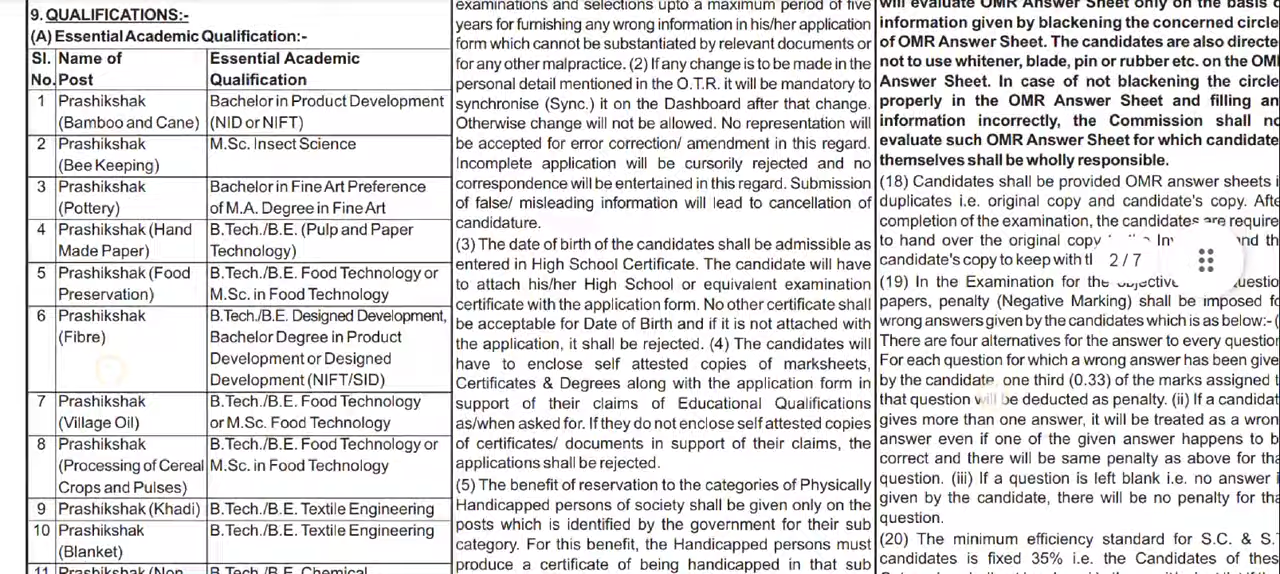 9. QUALIFICATIONS:-
(A) Essential Academic Qualification:-
Sl. Name of Essential Academic
No. Post Qualification
1 Prashikshak Bachelor in Product Development
(Bamboo and Cane) (NID or NIFT)
2 Prashikshak M.Sc. Insect Science
(Bee Keeping)
3 Prashikshak Bachelor in Fine Art Preference
(Pottery) of M.A. Degree in Fine Art
4 Prashikshak (Hand B.Tech./B.E. (Pulp and Paper
Made Paper) Technology)
5 Prashikshak (Food B.Tech./B.E. Food Technology or
Preservation) M.Sc. in Food Technology
6 Prashikshak B.Tech./B.E. Designed Development,
(Fibre) Bachelor Degree in Product
Development or Designed
Development (NIFT/SID)
7 Prashikshak B.Tech./B.E. Food Technology
(Village Oil) or M.Sc. Food Technology
8 Prashikshak B.Tech./B.E. Food Technology or
(Processing of Cereal M.Sc. in Food Technology
Crops and Pulses)
9 Prashikshak (Khadi) B.Tech./B.E. Textile Engineering
10 Prashikshak B.Tech./B.E. Textile Engineering
(Blanket)
11 Prashikshak (Non B.Tech./B.E. Chemical
examinations and selections upto a maximum period of five
years for furnishing any wrong information in his/her application
form which cannot be substantiated by relevant documents or
for any other malpractice. (2) If any change is to be made in the
personal detail mentioned in the O.T.R. it will be mandatory to
synchronise (Sync.) it on the Dashboard after that change.
Otherwise change will not be allowed. No representation will
be accepted for error correction/ amendment in this regard.
Incomplete application will be cursorily rejected and no
correspondence will be entertained in this regard. Submission
of false/ misleading information will lead to cancellation of
candidature.
(3) The date of birth of the candidates shall be admissible as
entered in High School Certificate. The candidate will have
to attach his/her High School or equivalent examination
certificate with the application form. No other certificate shall
be acceptable for Date of Birth and if it is not attached with
the application, it shall be rejected. (4) The candidates will
have to enclose self attested copies of marksheets,
Certificates & Degrees along with the application form in
support of their claims of Educational Qualifications
as/when asked for. If they do not enclose self attested copies
of certificates/ documents in support of their claims, the
applications shall be rejected.
(5) The benefit of reservation to the categories of Physically
Handicapped persons of society shall be given only on the
posts which is identified by the government for their sub
category. For this benefit, the Handicapped persons must
produce a certificate of being handicapped in that sub
will evaluate OMR Answer Sheet only on the basis
information given by blackening the concerned circle
of OMR Answer Sheet. The candidates are also directe
not to use whitener, blade, pin or rubber etc. on the OM
Answer Sheet. In case of not blackening the circle
properly in the OMR Answer Sheet and filling an
information incorrectly, the Commission shall no
evaluate such OMR Answer Sheet for which candidate
themselves shall be wholly responsible.
(18) Candidates shall be provided OMR answer sheets i
duplicates i.e. original copy and candidate's copy. Afte
completion of the examination, the candidates are require
to hand over the original copy nd th
candidate's copy to keep with
2 / 7
(19) In the Examination for the objective uestio
papers, penalty (Negative Marking) shall be imposed fo
wrong answers given by the candidates which is as below:- (
There are four alternatives for the answer to every question
For each question for which a wrong answer has been give
by the candidate, one third (0.33) of the marks assigned t
that question will be deducted as penalty. (ii) If a candidat
gives more than one answer, it will be treated as a wron
answer even if one of the given answer happens to b
correct and there will be same penalty as above for tha
question. (iii) If a question is left blank i.e. no answer i
given by the candidate, there will be no penalty for tha
question.
(20) The minimum efficiency standard for S.C. & S.T
candidates is fixed 35% i.e. the Candidates of thes